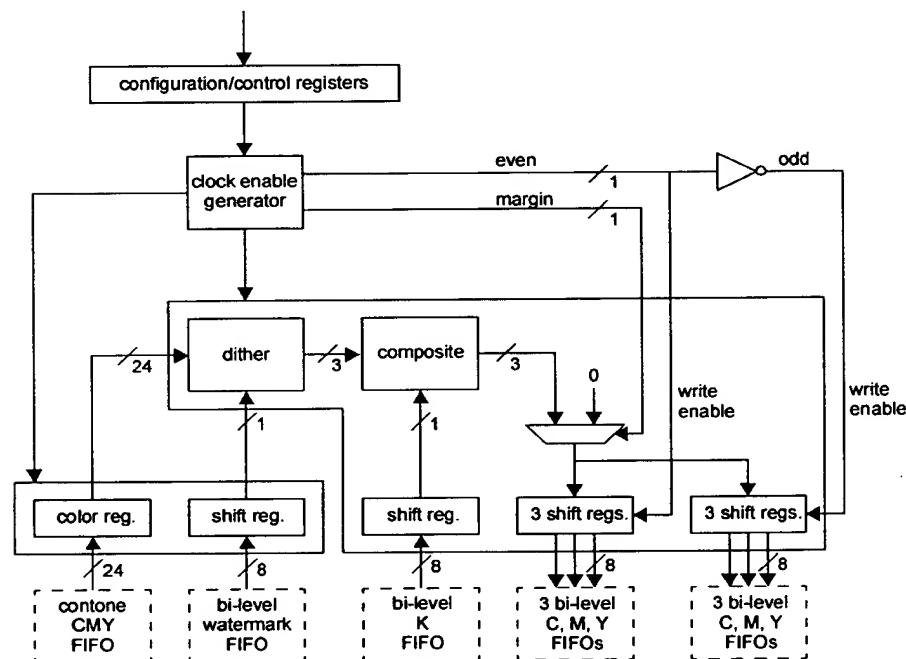 configuration/control registers
even
odd
clock enable
generator
1
margin
1
dither
composite
24
3
3
0
write
enable
write
enable
1
1
color reg.
shift reg.
shift reg.
3 shift regs.
3 shift regs.
24
8
8
8
8
contone
CMY
FIFO
bi-level
watermark
FIFO
bi-level
K
FIFO
3 bi-level
C, M, Y
FIFOs
3 bi-level
C, M, Y
FIFOs